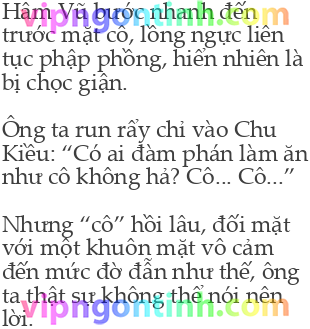 Hâm Vũ bước nhanh đến
trước mặt cô, lồng ngực liên
tục phập phồng, hiển nhiên là
bị chọc giận.
Ông ta run rẩy chỉ vào Chu
Kiều: “Có ai đàm phán làm ăn
như cô không hả? Cô... Cô...”
Nhưng “cô” hồi lâu, đối mặt
với một khuôn mặt vô cảm
đến mức đờ đẫn như thế, ông
ta thật sự không thể nói nên
lời.
vipngontinh.com
vipngontinh.com